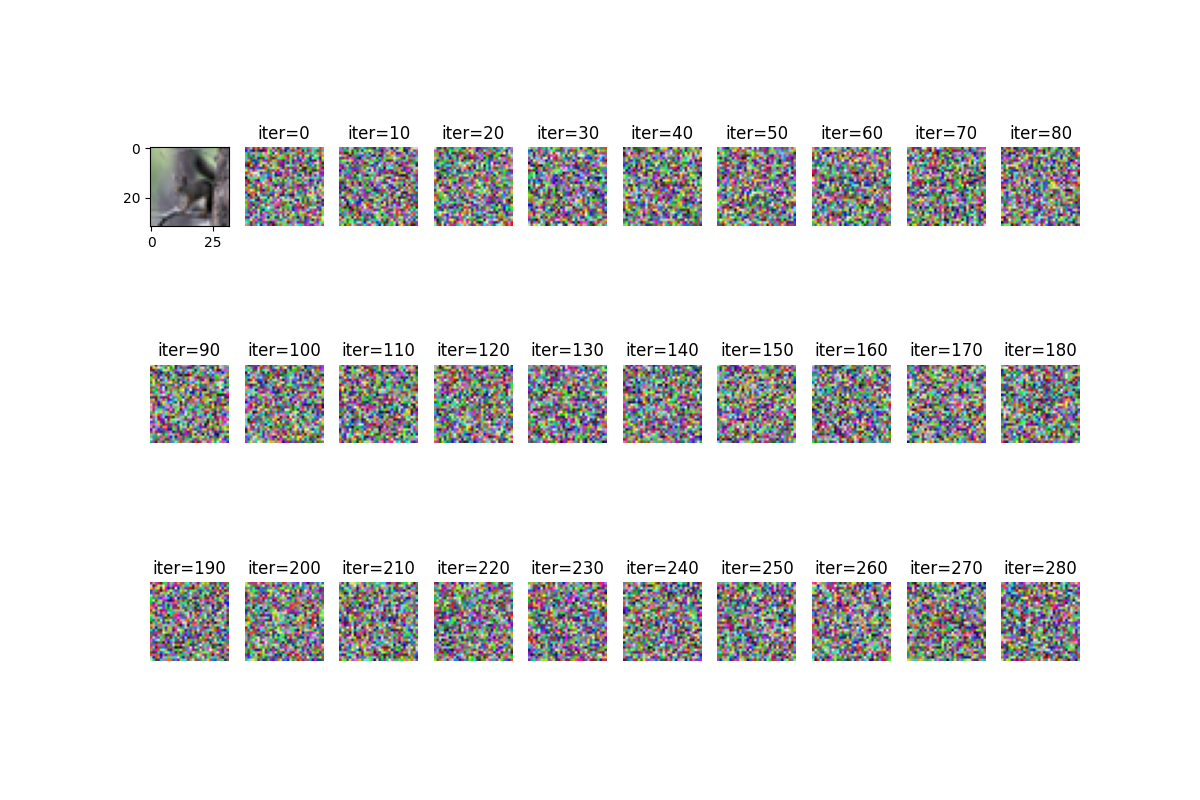 iter=0 iter=10 iter=20 iter=30 iter=40 iter=50 iter=60 iter=70 iter=80
0
20
0 25
iter=90 iter=100 iter=110 iter=120 iter=130 iter=140 iter=150 iter=160 iter=170 iter=180
iter=190 iter=200 iter=210 iter=220 iter=230 iter=240 iter=250 iter=260 iter=270 iter=280